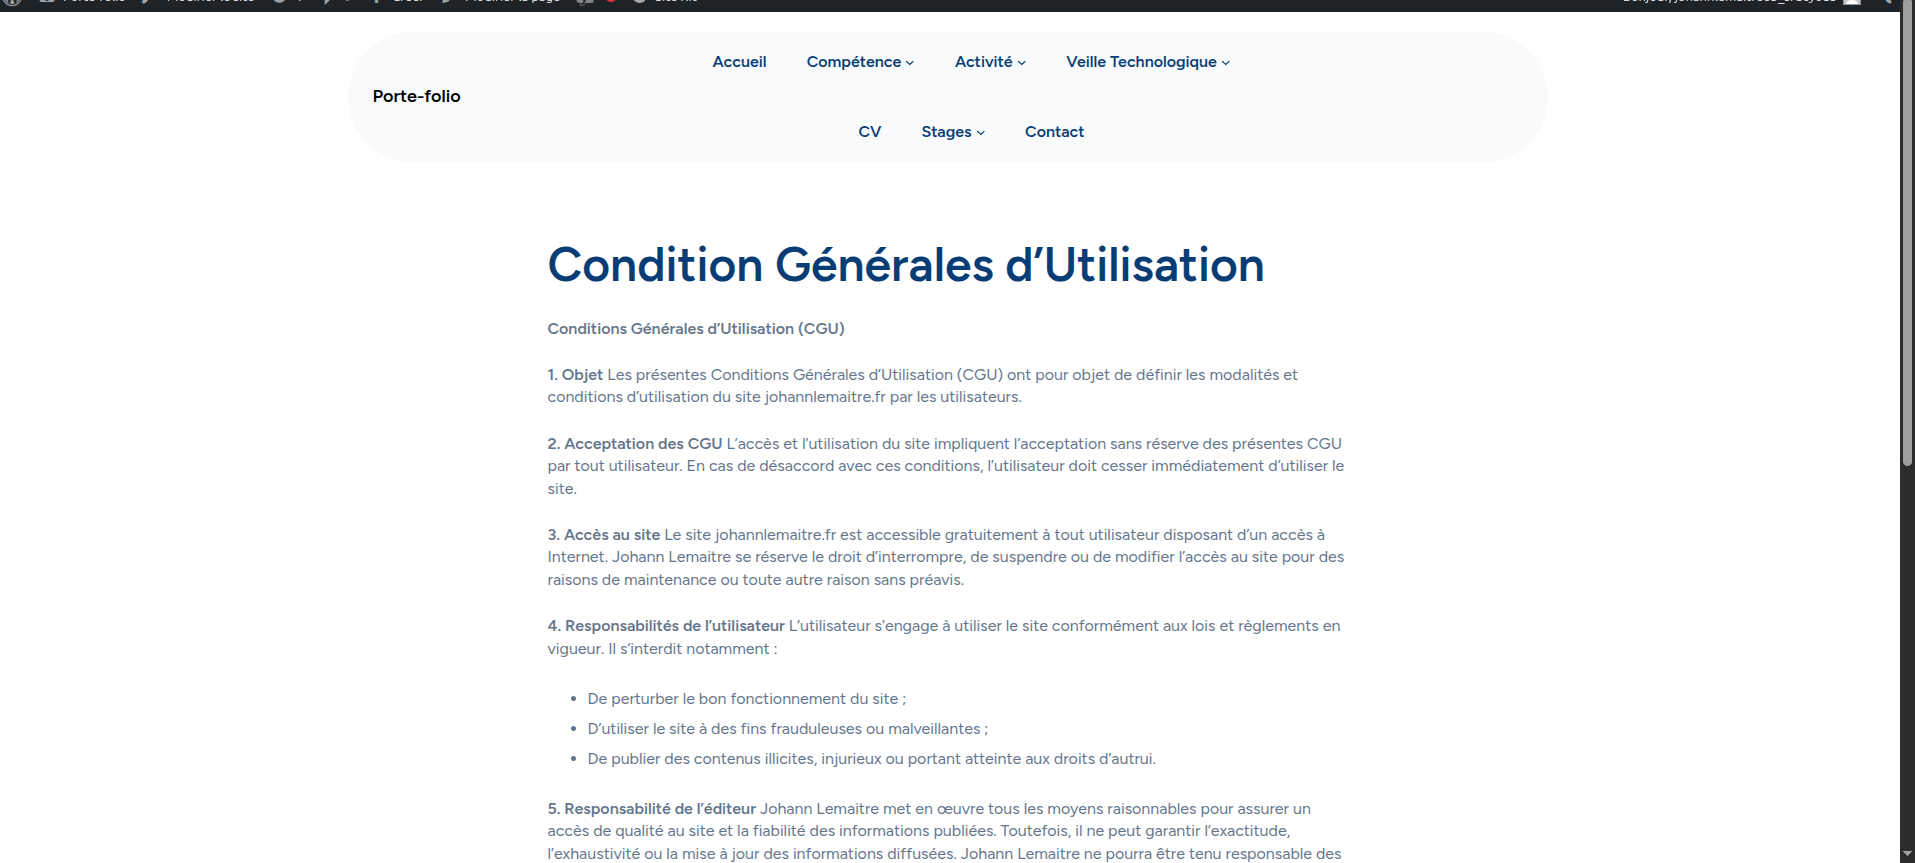 Accueil Compétence Activité Veille Technologique
Porte-folio
CV Stages Contact
Condition Générales d’Utilisation
Conditions Générales d’Utilisation (CGU)
1. Objet Les présentes Conditions Générales d’Utilisation (CGU) ont pour objet de définir les modalités et
conditions d’utilisation du site johannlemaitre.fr par les utilisateurs.
2. Acceptation des CGU L’accès et l’utilisation du site impliquent l’acceptation sans réserve des présentes CGU
par tout utilisateur. En cas de désaccord avec ces conditions, l’utilisateur doit cesser immédiatement d’utiliser le
site.
3. Accès au site Le site johannlemaitre.fr est accessible gratuitement à tout utilisateur disposant d’un accès à
Internet. Johann Lemaitre se réserve le droit d’interrompre, de suspendre ou de modifier l’accès au site pour des
raisons de maintenance ou toute autre raison sans préavis.
4. Responsabilités de l’utilisateur L’utilisateur s’engage à utiliser le site conformément aux lois et règlements en
vigueur. Il s’interdit notamment :
• De perturber le bon fonctionnement du site ;
• D’utiliser le site à des fins frauduleuses ou malveillantes ;
• De publier des contenus illicites, injurieux ou portant atteinte aux droits d’autrui.
5. Responsabilité de l’éditeur Johann Lemaitre met en œuvre tous les moyens raisonnables pour assurer un
accès de qualité au site et la fiabilité des informations publiées. Toutefois, il ne peut garantir l’exactitude,
l’exhaustivité ou la mise à jour des informations diffusées. Johann Lemaitre ne pourra être tenu responsable des